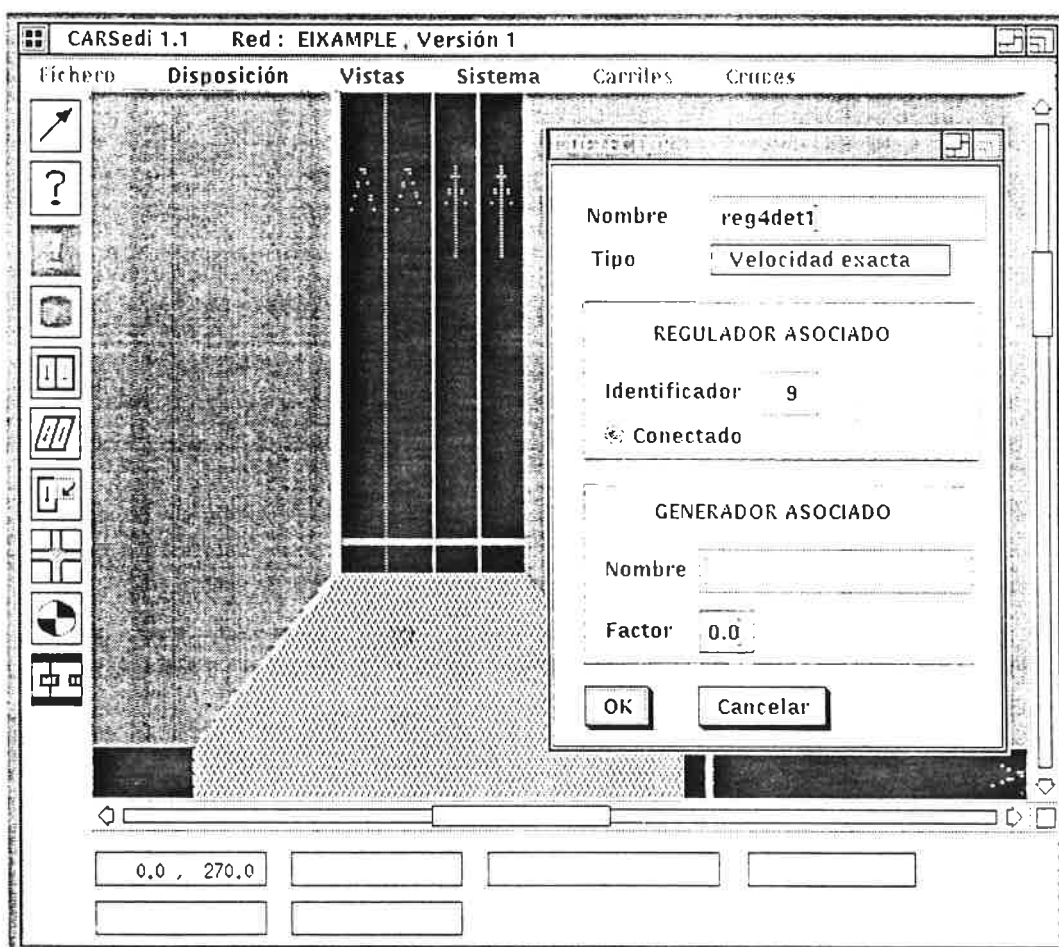 CARSedi 1.1 Red : EIXAMPLE , Versión 1
Fichero Disposición Vistas Sistema Carriles Cruces
?
Nombre reg4det1
Tipo Velocidad exacta
REGULADOR ASOCIADO
Identificador 9
Conectado
GENERADOR ASOCIADO
Nombre
Factor 0.0
OK Cancelar
0.0 , 270.0